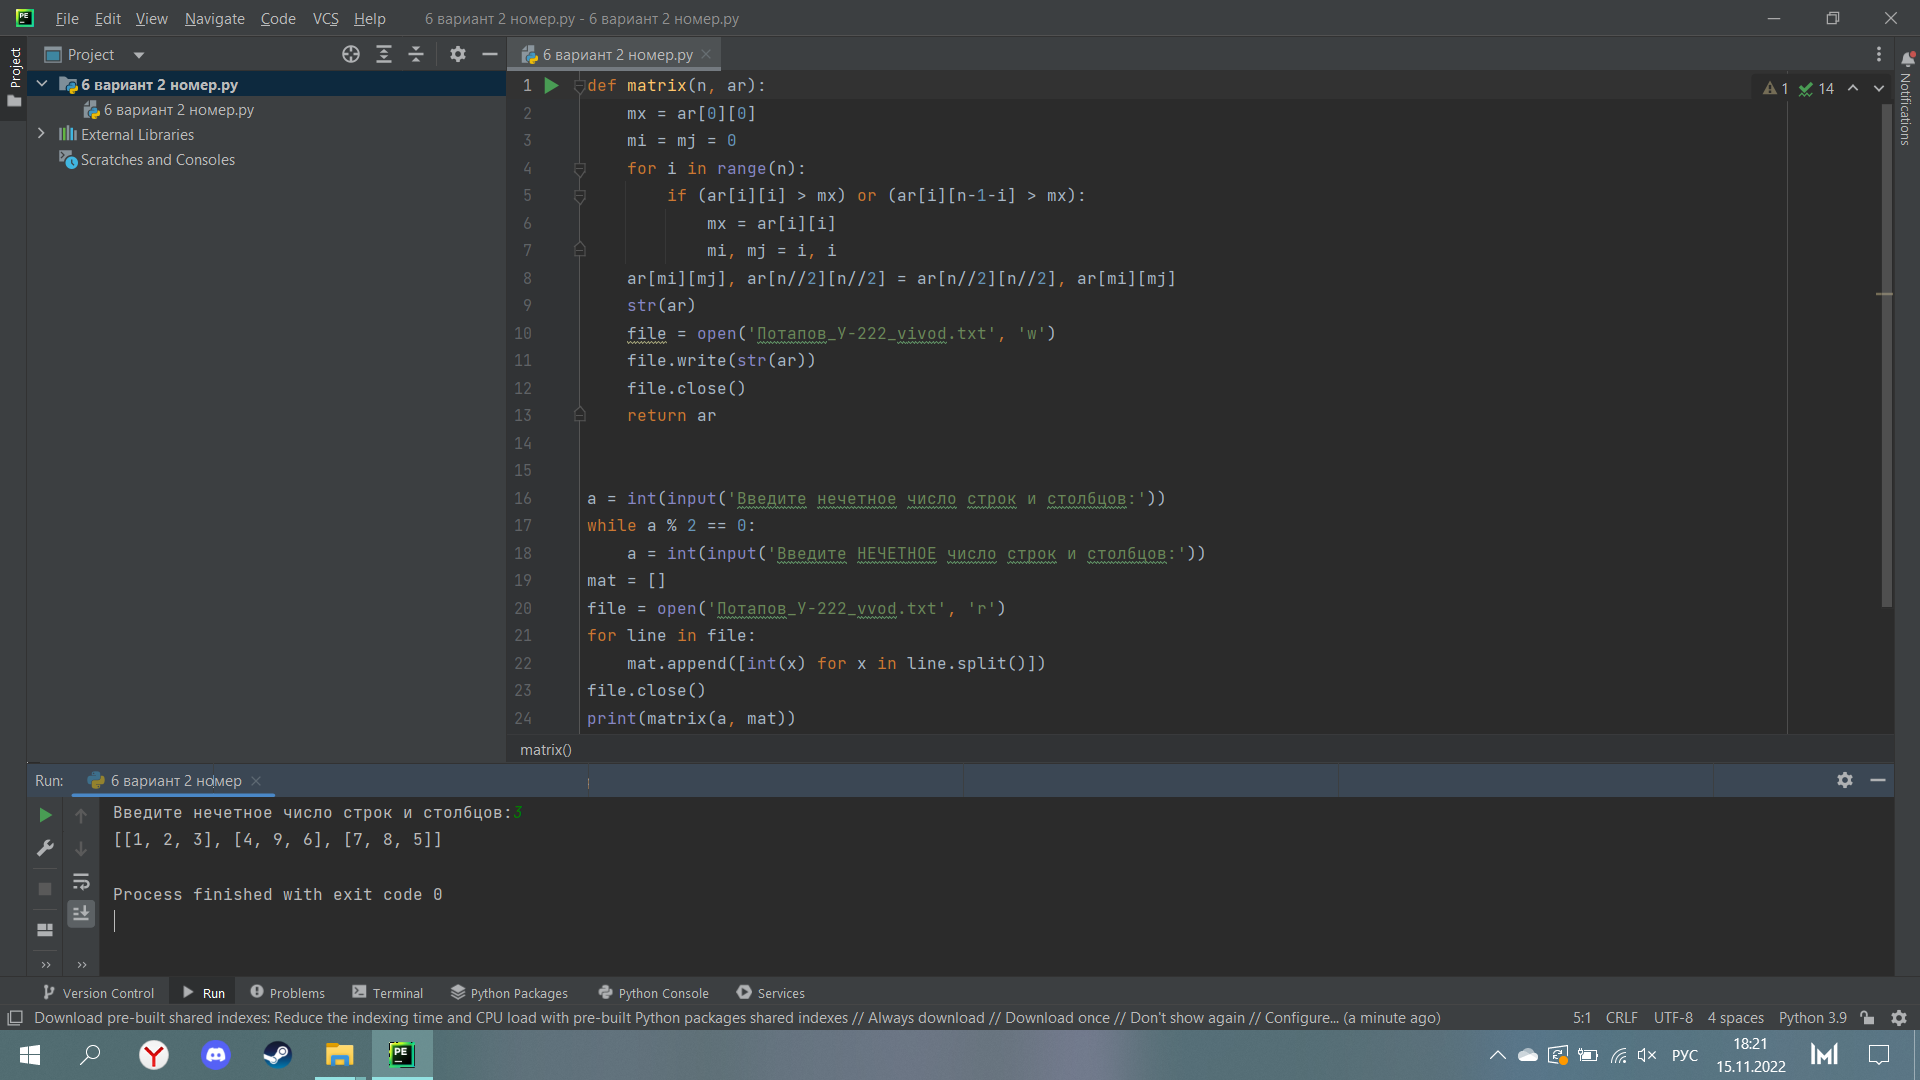 File Edit View Navigate Code VCS Help 6 вариант 2 номер.py - 6 вариант 2 номер.py
Project
Project
6 вариант 2 номер.py
6 вариант 2 номер.py
External Libraries
Scratches and Consoles
6 вариант 2 номер.py
1 14
Notifications
1 def matrix(n, ar):
2 mx = ar[0][0]
3 mi = mj = 0
4 for i in range(n):
5 if (ar[i][i] > mx) or (ar[i][n-1-i] > mx):
6 mx = ar[i][i]
7 mi, mj = i, i
8 ar[mi][mj], ar[n//2][n//2] = ar[n//2][n//2], ar[mi][mj]
9 str(ar)
10 file = open('Потапов_У-222_vivod.txt', 'w')
11 file.write(str(ar))
12 file.close()
13 return ar
14
15
16 a = int(input('Введите нечетное число строк и столбцов:'))
17 while a % 2 == 0:
18 a = int(input('Введите НЕЧЕТНОЕ число строк и столбцов:'))
19 mat = []
20 file = open('Потапов_У-222_vvod.txt', 'r')
21 for line in file:
22 mat.append([int(x) for x in line.split()])
23 file.close()
24 print(matrix(a, mat))
matrix()
Run: 6 вариант 2 номер
Введите нечетное число строк и столбцов:3
[[1, 2, 3], [4, 9, 6], [7, 8, 5]]
Process finished with exit code 0
Version Control Run Problems Terminal Python Packages Python Console Services
Download pre-built shared indexes: Reduce the indexing time and CPU load with pre-built Python packages shared indexes // Always download // Download once // Don't show again // Configure... (a minute ago) 5:1 CRLF UTF-8 4 spaces Python 3.9
PE
РУС
18:21
15.11.2022